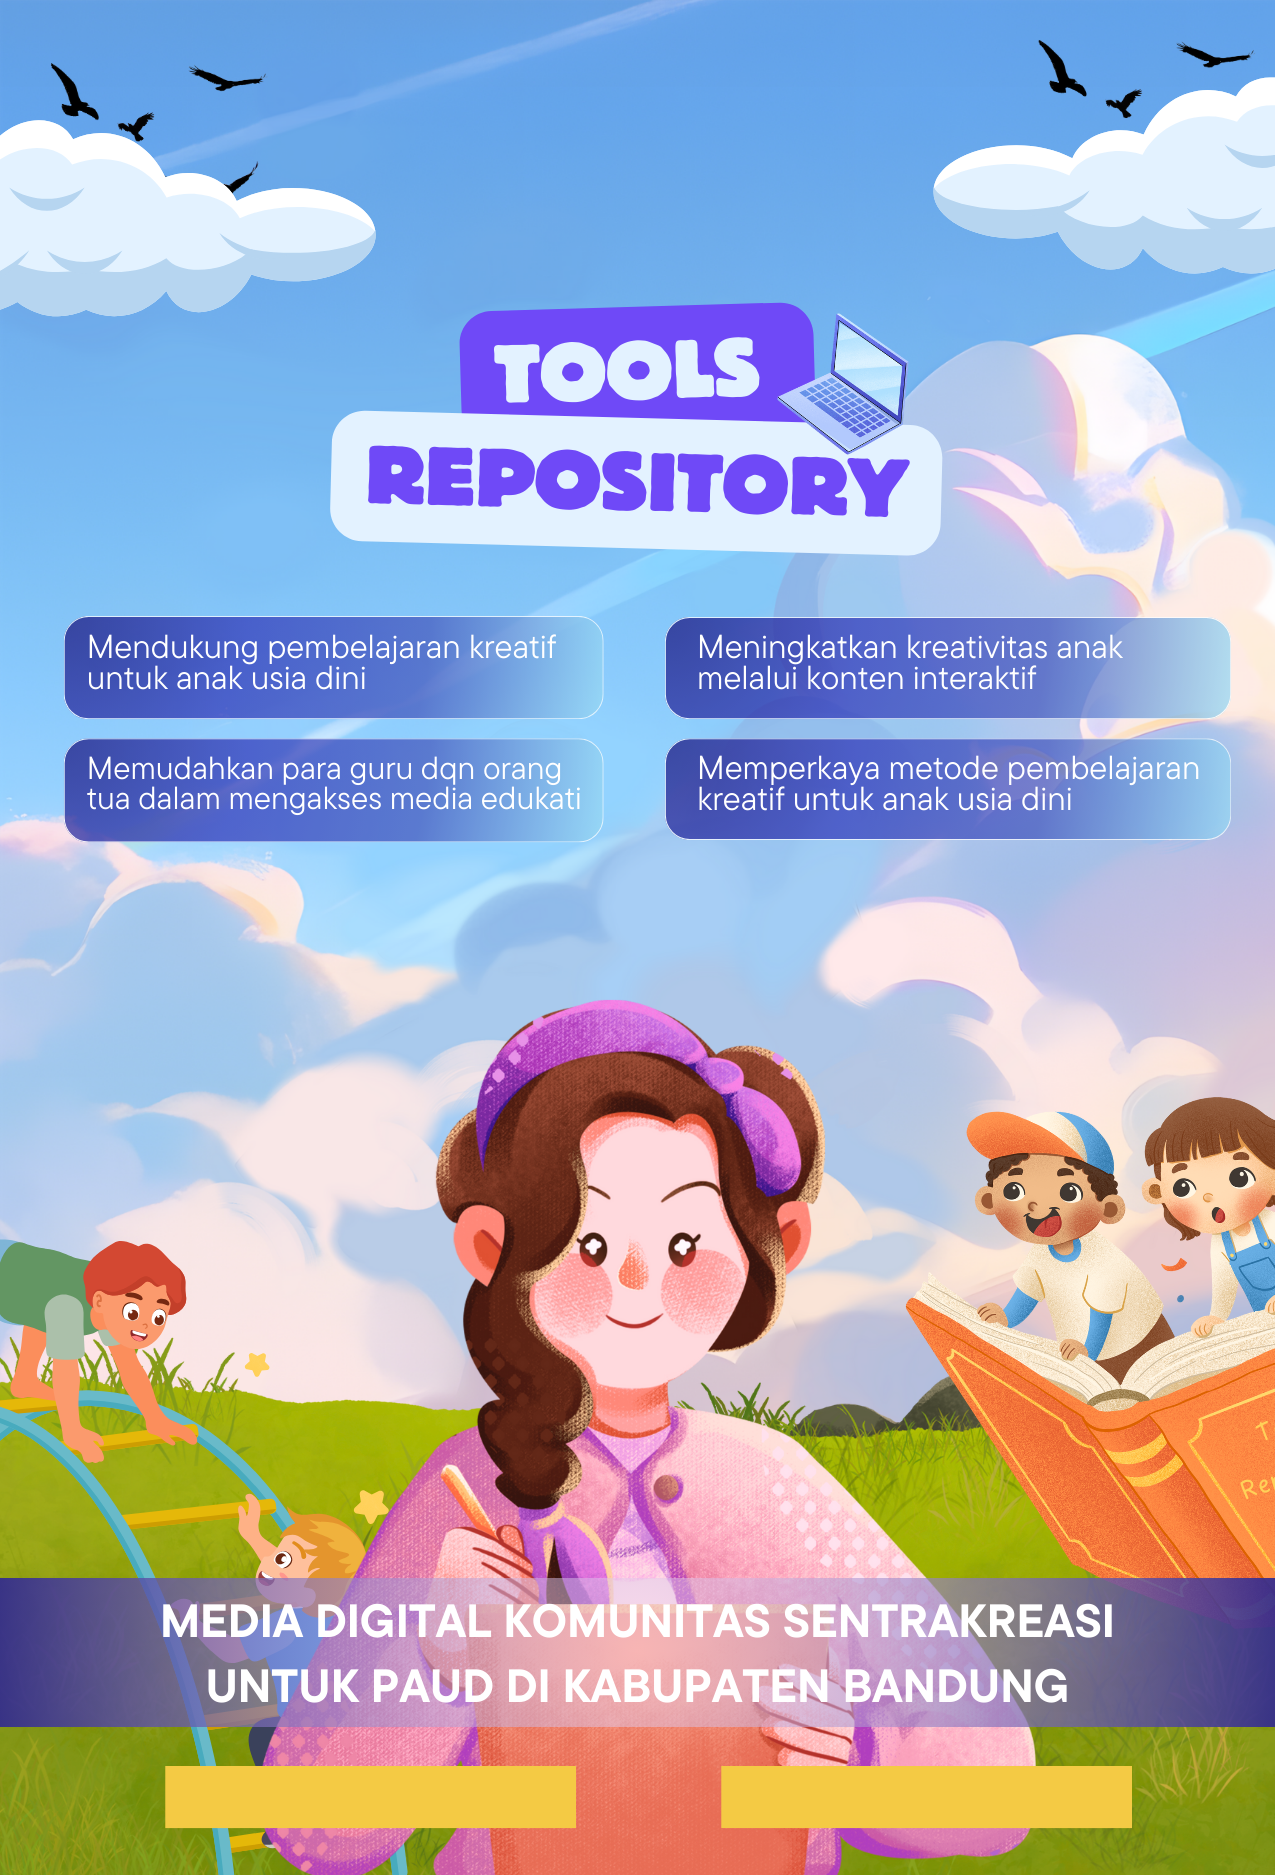 TOOLS
REPOSITORY
Mendukung pembelajaran kreatif
untuk anak usia dini
Meningkatkan kreativitas anak
melalui konten interaktif
Memudahkan para guru dqn orang
tua dalam mengakses media edukati
Memperkaya metode pembelajaran
kreatif untuk anak usia dini
T
Rer
MEDIA DIGITAL KOMUNITAS SENTRAKREASI
UNTUK PAUD DI KABUPATEN BANDUNG